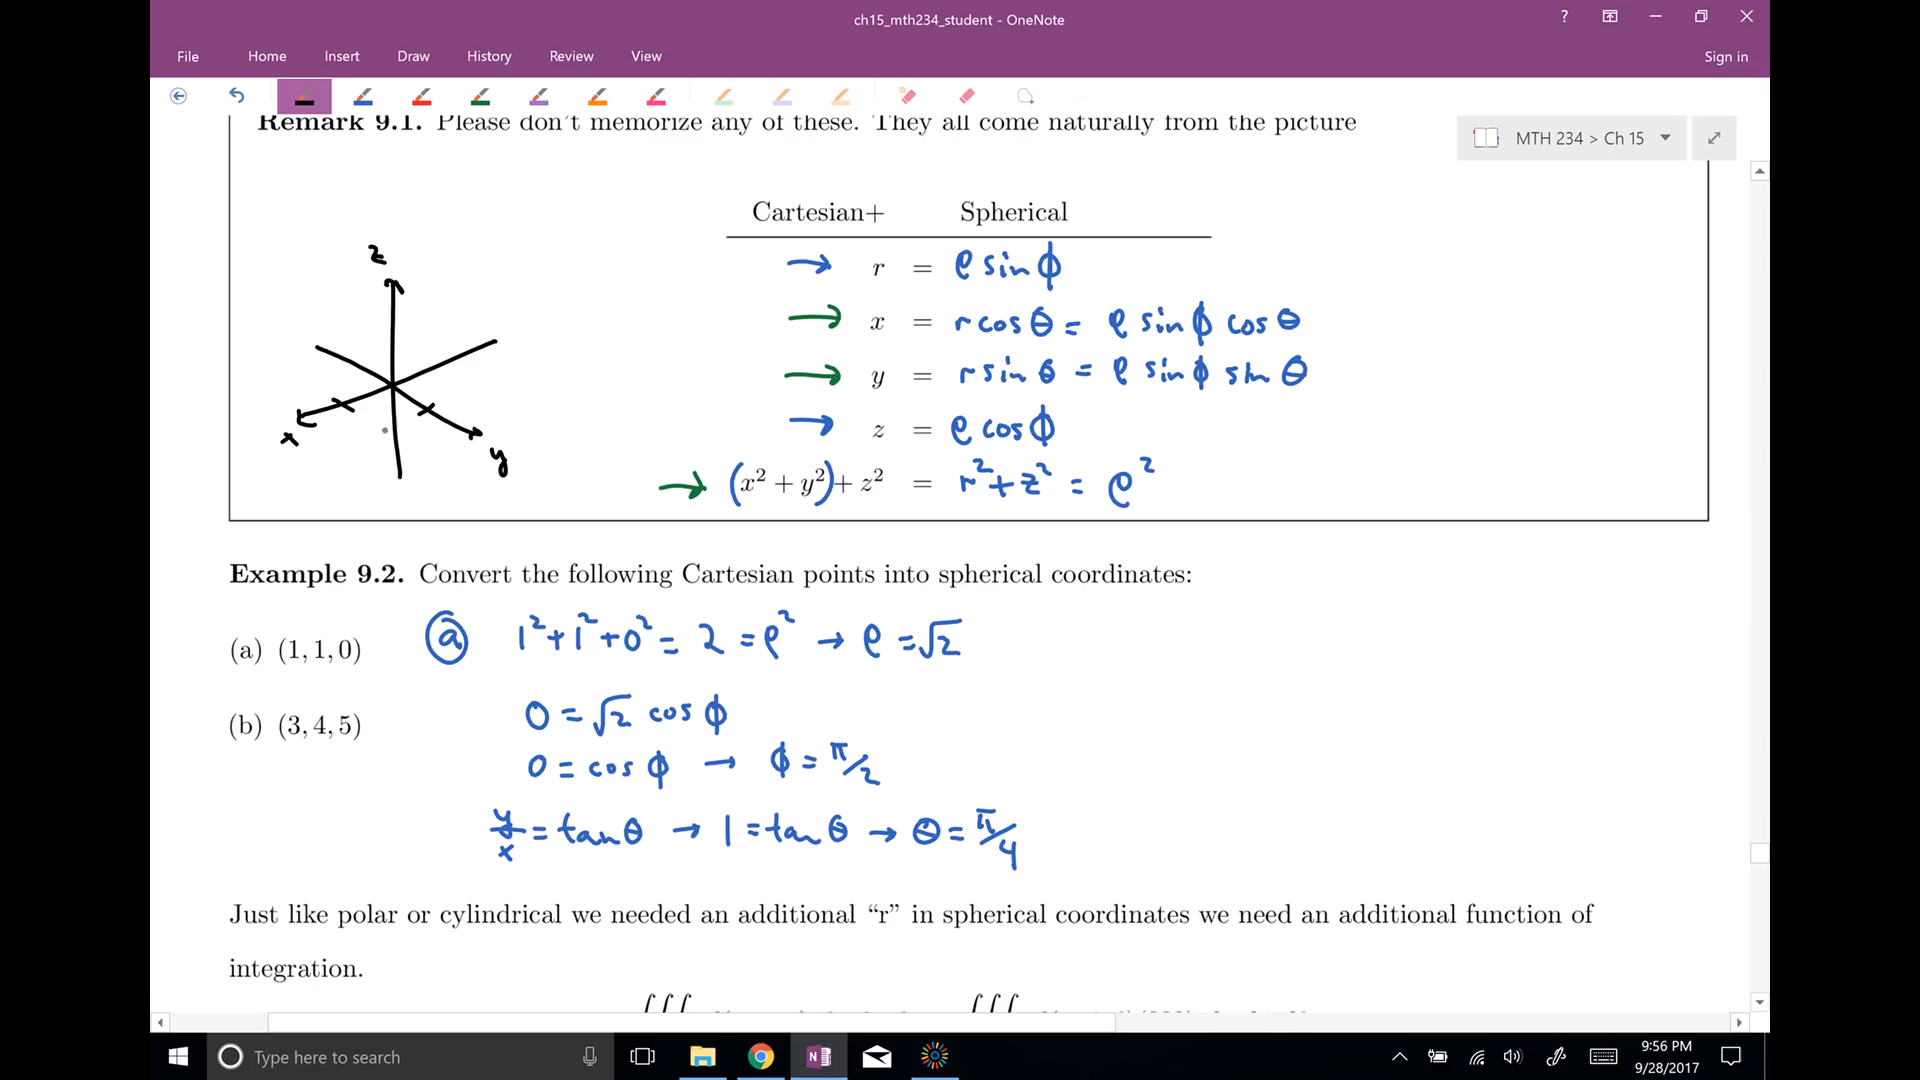 ch15_mth234_student - OneNote
File Home Insert Draw History Review View Sign in
Remark 9.1. Please don't memorize any of these. They all come naturally from the picture
MTH 234 > Ch 15
Cartesian+ Spherical
z
→ r = ρ sin ϕ
→ x = r cos θ = ρ sin ϕ cos θ
→ y = r sin θ = ρ sin ϕ sin θ
→ z = ρ cos ϕ
x
y
→ (x² + y²) + z² = r² + z² = ρ²
Example 9.2. Convert the following Cartesian points into spherical coordinates:
(a) (1, 1, 0)
ⓐ 1² + 1² + 0² = 2 = ρ² → ρ = √2
(b) (3, 4, 5)
0 = √2 cos ϕ
0 = cos ϕ → ϕ = π/2
y/x = tan θ → 1 = tan θ → θ = π/4
Just like polar or cylindrical we needed an additional “r” in spherical coordinates we need an additional function of
integration.
∭ ∭
Type here to search
9:56 PM
9/28/2017